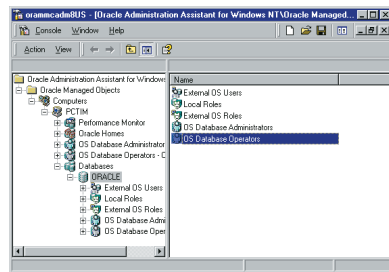 orammcadm8US - [Oracle Administration Assistant for Windows NT\Oracle Managed...
Console Window Help
Action View
Oracle Administration Assistant for Windows
Name
Oracle Managed Objects
Computers
PCTIM
Performance Monitor
Oracle Homes
OS Database Administrator
OS Database Operators - C
Databases
ORACLE
External OS Users
Local Roles
External OS Roles
OS Database Admi
OS Database Oper
External OS Users
Local Roles
External OS Roles
OS Database Administrators
OS Database Operators